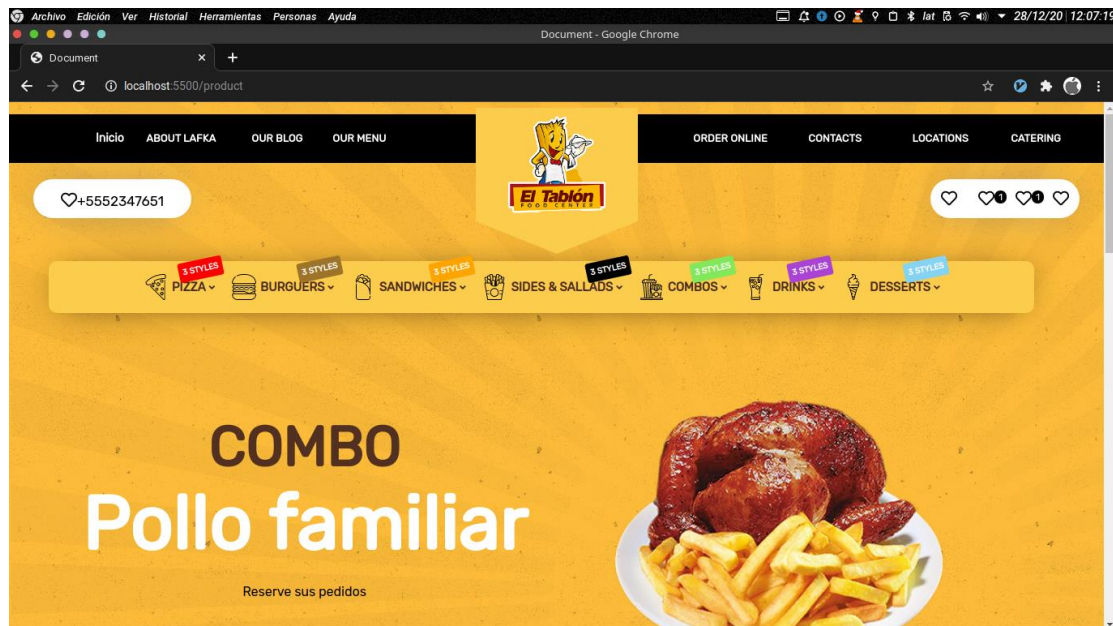 Archivo Edición Ver Historial Herramientas Personas Ayuda
lat 28/12/20 12:07:19
Document - Google Chrome
Document
localhost:5500/product
Inicio ABOUT LAFKA OUR BLOG OUR MENU ORDER ONLINE CONTACTS LOCATIONS CATERING
El Tablón
FOOD CENTER
+5552347651
1 1
3 STYLES 3 STYLES 3 STYLES 3 STYLES 3 STYLES 3 STYLES 3 STYLES
PIZZA BURGUERS SANDWICHES SIDES & SALLADS COMBOS DRINKS DESSERTS
COMBO
Pollo familiar
Reserve sus pedidos